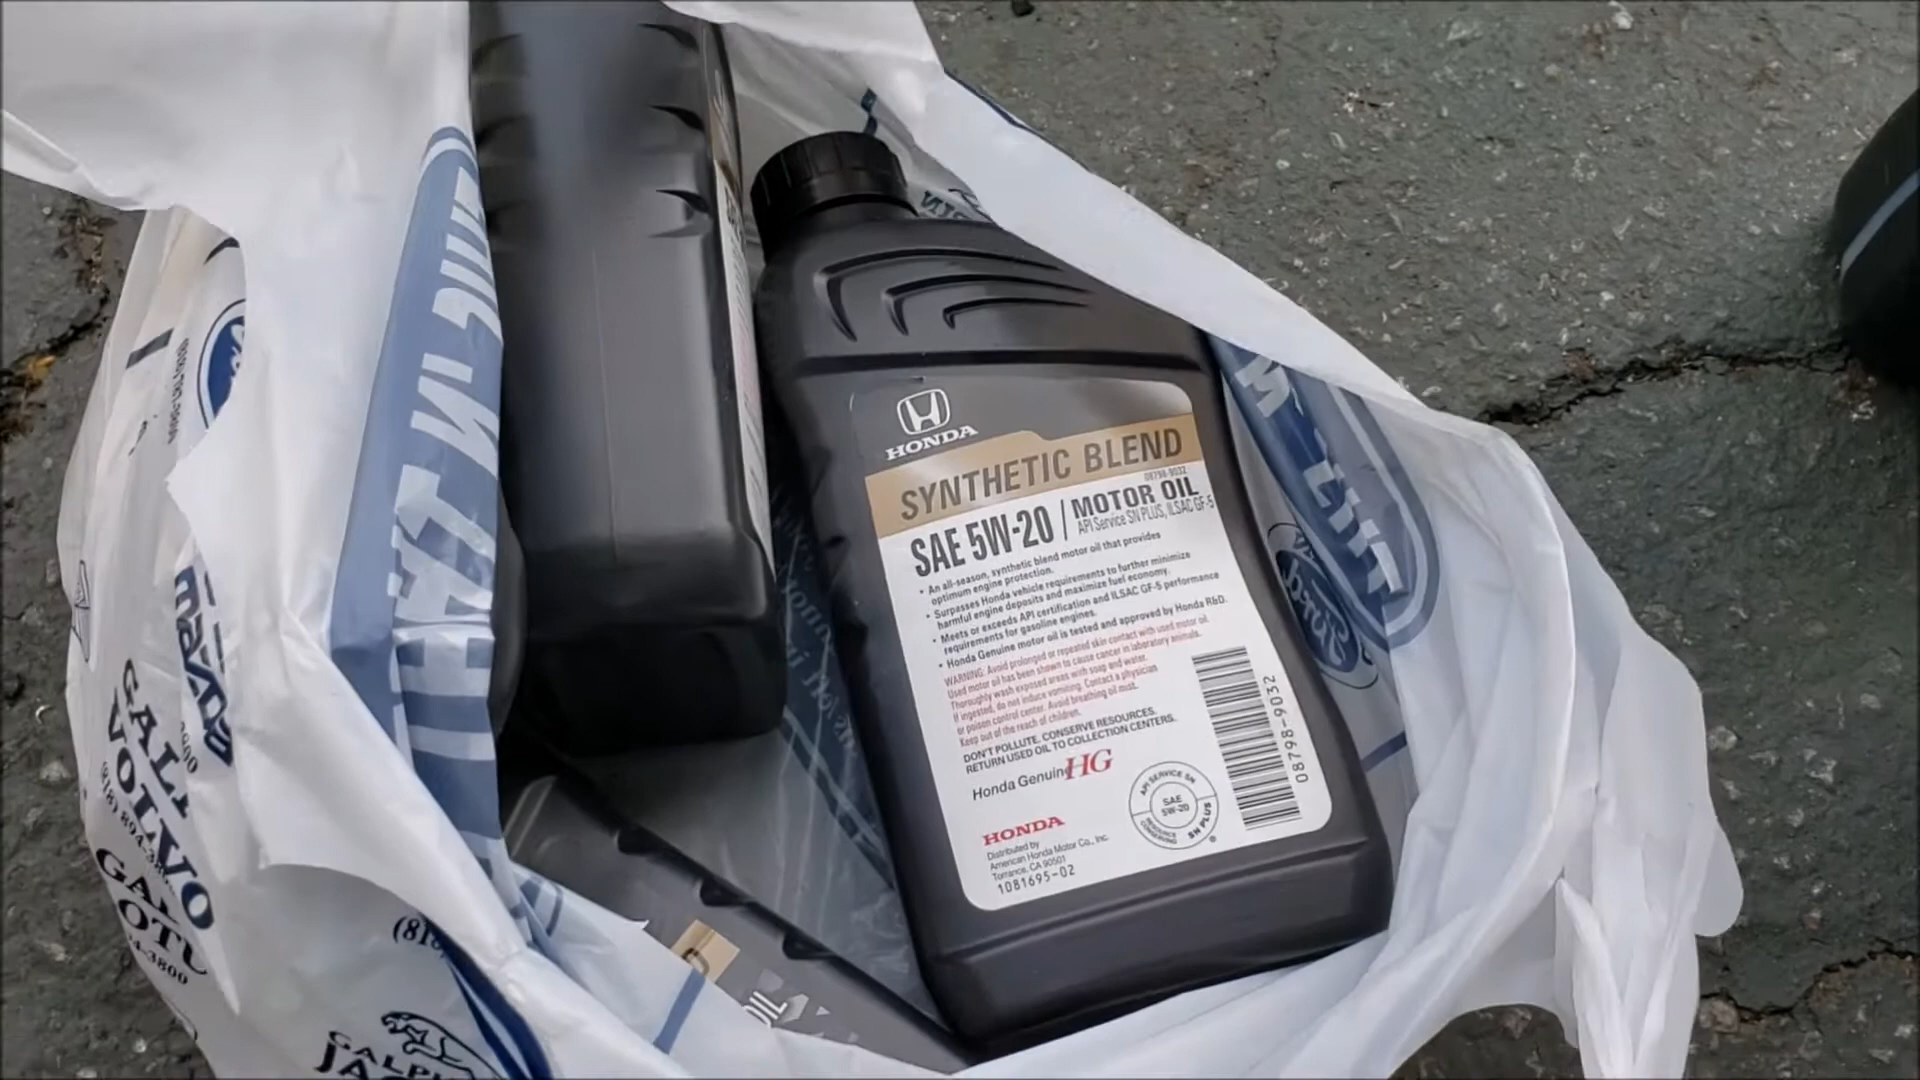 HONDA
SYNTHETIC BLEND
08798-9032
SAE 5W-20 / MOTOR OIL
API Service SN PLUS, ILSAC GF-5
• An all-season, synthetic blend motor oil that provides
optimum engine protection.
• Surpasses Honda vehicle requirements to further minimize
harmful engine deposits and maximize fuel economy.
• Meets or exceeds API certification and ILSAC GF-5 performance
requirements for gasoline engines.
• Honda Genuine motor oil is tested and approved by Honda R&D.
WARNING: Avoid prolonged or repeated skin contact with used motor oil.
Used motor oil has been shown to cause cancer in laboratory animals.
Thoroughly wash exposed areas with soap and water.
If ingested, do not induce vomiting. Contact a physician
or poison control center. Avoid breathing oil mist.
Keep out of the reach of children.
DON'T POLLUTE. CONSERVE RESOURCES.
RETURN USED OIL TO COLLECTION CENTERS.
Honda Genuine HG
API SERVICE SN
SAE
5W-20
RESOURCE
CONSERVING
SN PLUS
08798-9032
HONDA
Distributed by
American Honda Motor Co., Inc.
Torrance, CA 90501
1081695-02
mazda
VOLVO
OIL
Ford